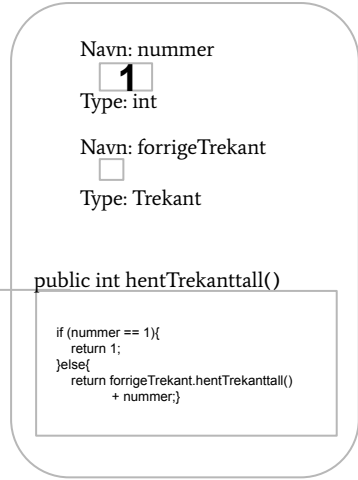 Navn: nummer
1
Type: int
Navn: forrigeTrekant
Type: Trekant
public int hentTrekanttall()
if (nummer == 1){
return 1;
}else{
return forrigeTrekant.hentTrekanttall()
+ nummer;}